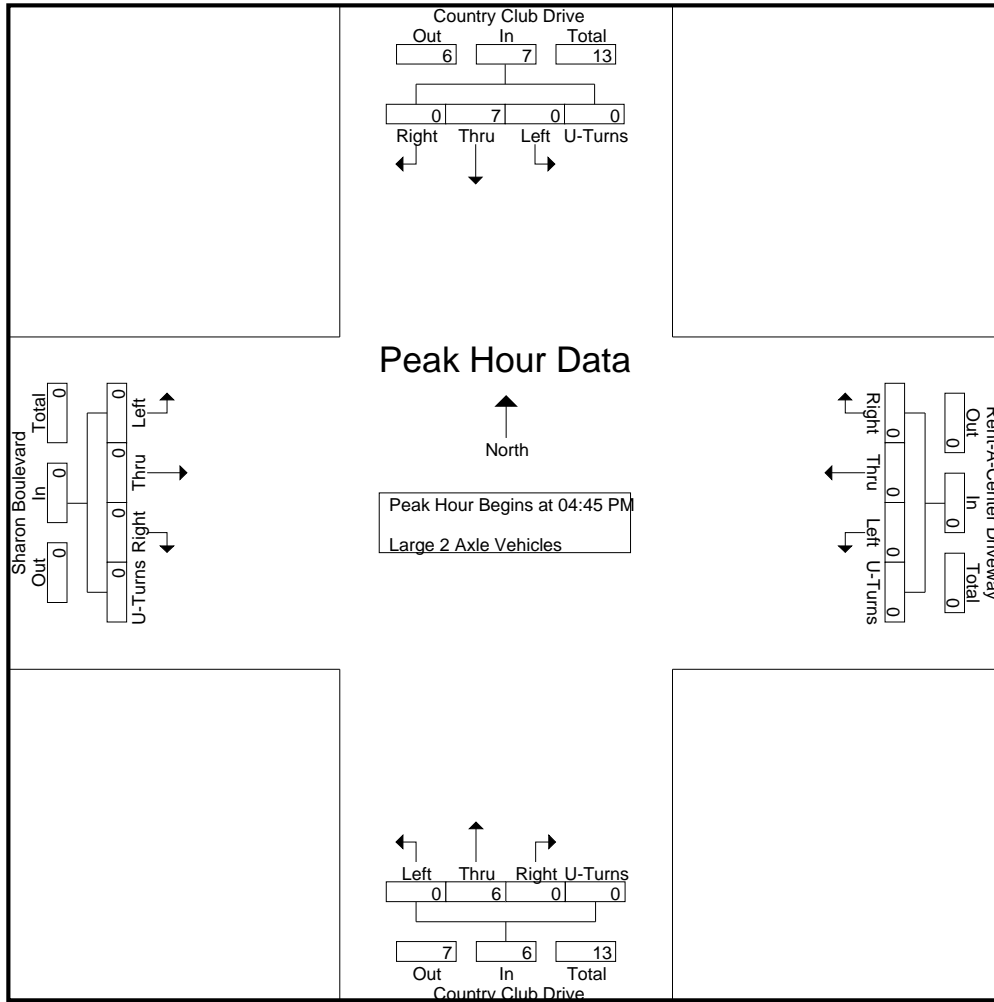 Country Club Drive
Out In Total
6 7 13
0 7 0 0
Right Thru Left U-Turns
Peak Hour Data
North
Peak Hour Begins at 04:45 PM
Large 2 Axle Vehicles
Sharon Boulevard
Total In Out
0 0 0
0 0 0 0
Left Thru Right U-Turns
Rent-A-Center Driveway
Out In Total
0 0 0
0 0 0 0
Right Thru Left U-Turns
Left Thru Right U-Turns
0 6 0 0
7 6 13
Out In Total
Country Club Drive